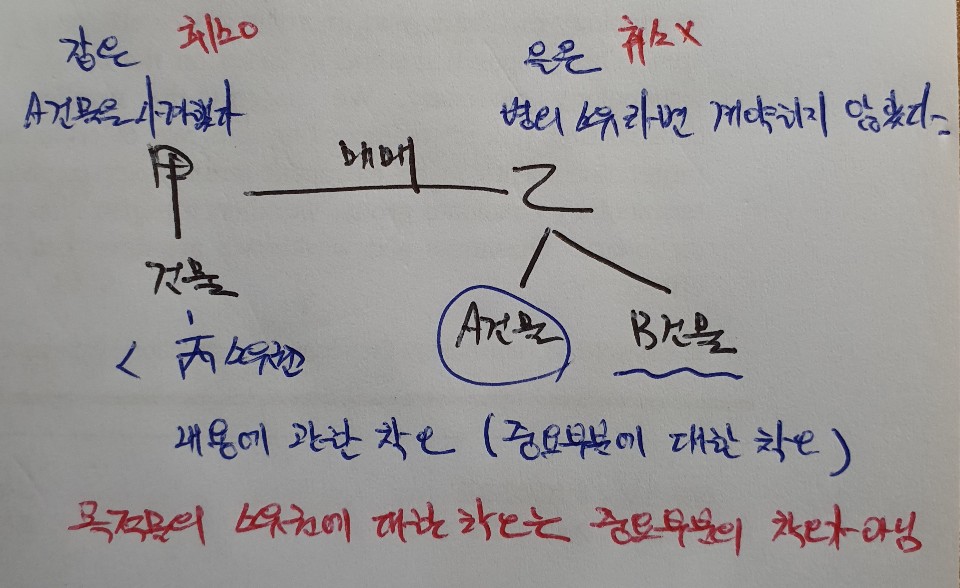 갑은 취소O
을은 취소X
A건물을 사려했다
병의 소유라면 계약하지 않았다
甲 매매 乙
건물
A건물 B건물
< 丙 소유권
내용에 관한 착오 (중요부분에 대한 착오)
목적물의 소유권에 대한 착오는 중요부분의 착오가 아님